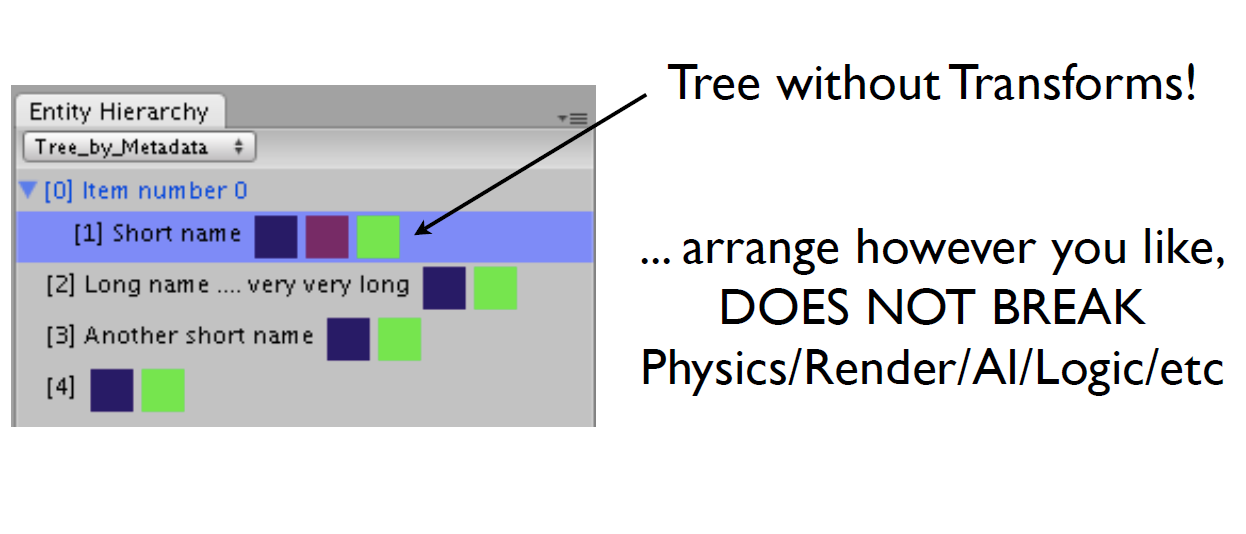 Tree without Transforms!
Entity Hierarchy
Tree_by_Metadata
[0] Item number 0
[1] Short name
[2] Long name .... very very long
[3] Another short name
[4]
... arrange however you like,
DOES NOT BREAK
Physics/Render/AI/Logic/etc